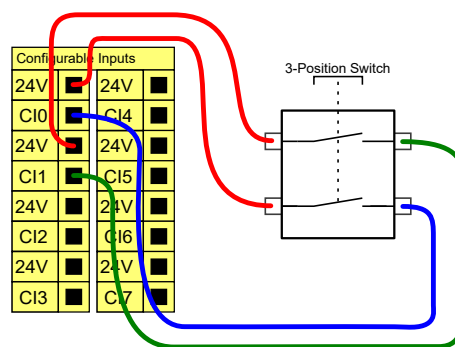 Configurable Inputs
3-Position Switch
24V 24V
CI0 CI4
24V 24V
CI1 CI5
24V 24V
CI2 CI6
24V 24V
CI3 CI7